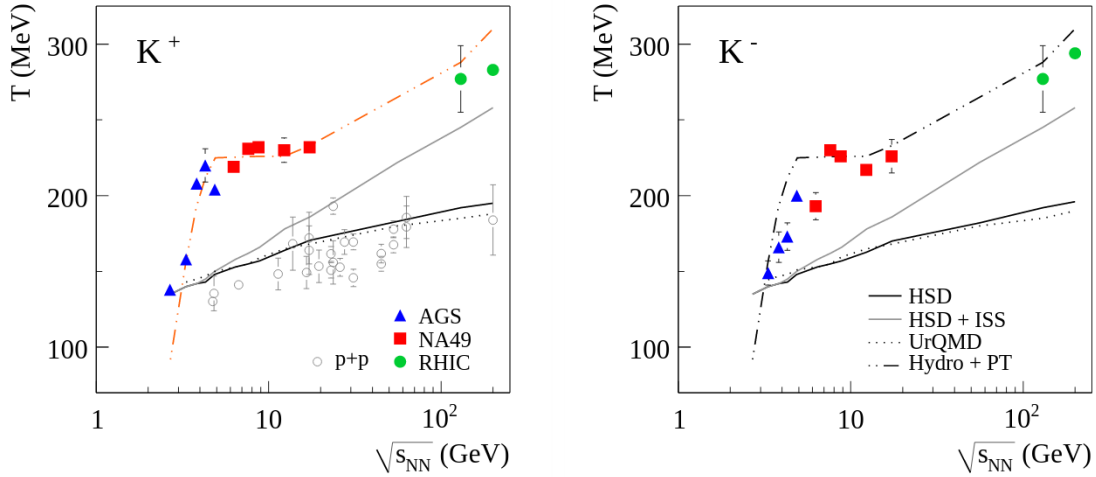 T (MeV)
K +
300
200
100
AGS
NA49
RHIC
p+p
1
10
10²
√sNN (GeV)
T (MeV)
K -
300
200
100
HSD
HSD + ISS
UrQMD
Hydro + PT
1
10
10²
√sNN (GeV)